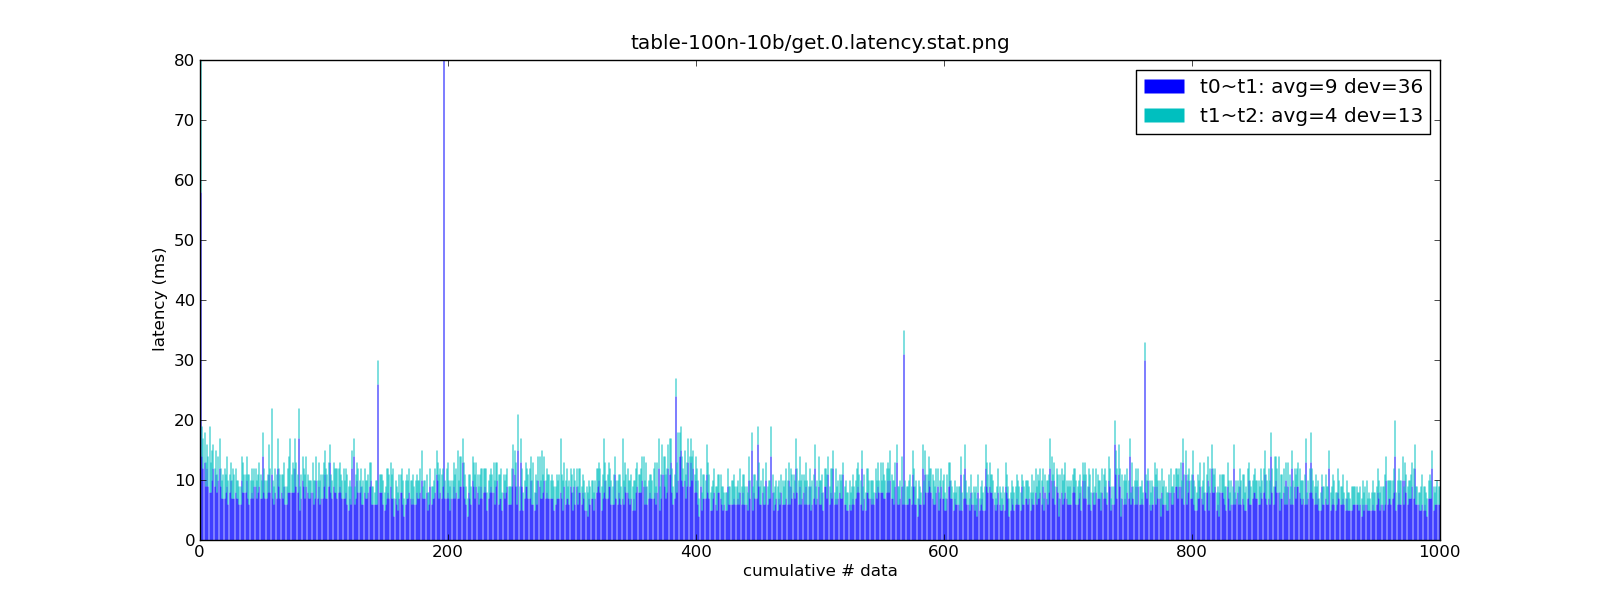 table-100n-10b/get.0.latency.stat.png
80
70
60
50
40
30
20
10
0
latency (ms)
t0~t1: avg=9 dev=36
t1~t2: avg=4 dev=13
0 200 400 600 800 1000
cumulative # data